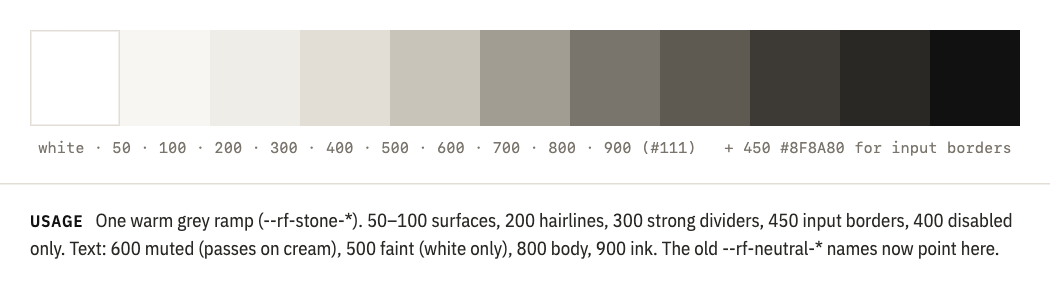 white · 50 · 100 · 200 · 300 · 400 · 500 · 600 · 700 · 800 · 900 (#111) + 450 #8F8A80 for input borders
USAGE One warm grey ramp (--rf-stone-*). 50–100 surfaces, 200 hairlines, 300 strong dividers, 450 input borders, 400 disabled
only. Text: 600 muted (passes on cream), 500 faint (white only), 800 body, 900 ink. The old --rf-neutral-* names now point here.